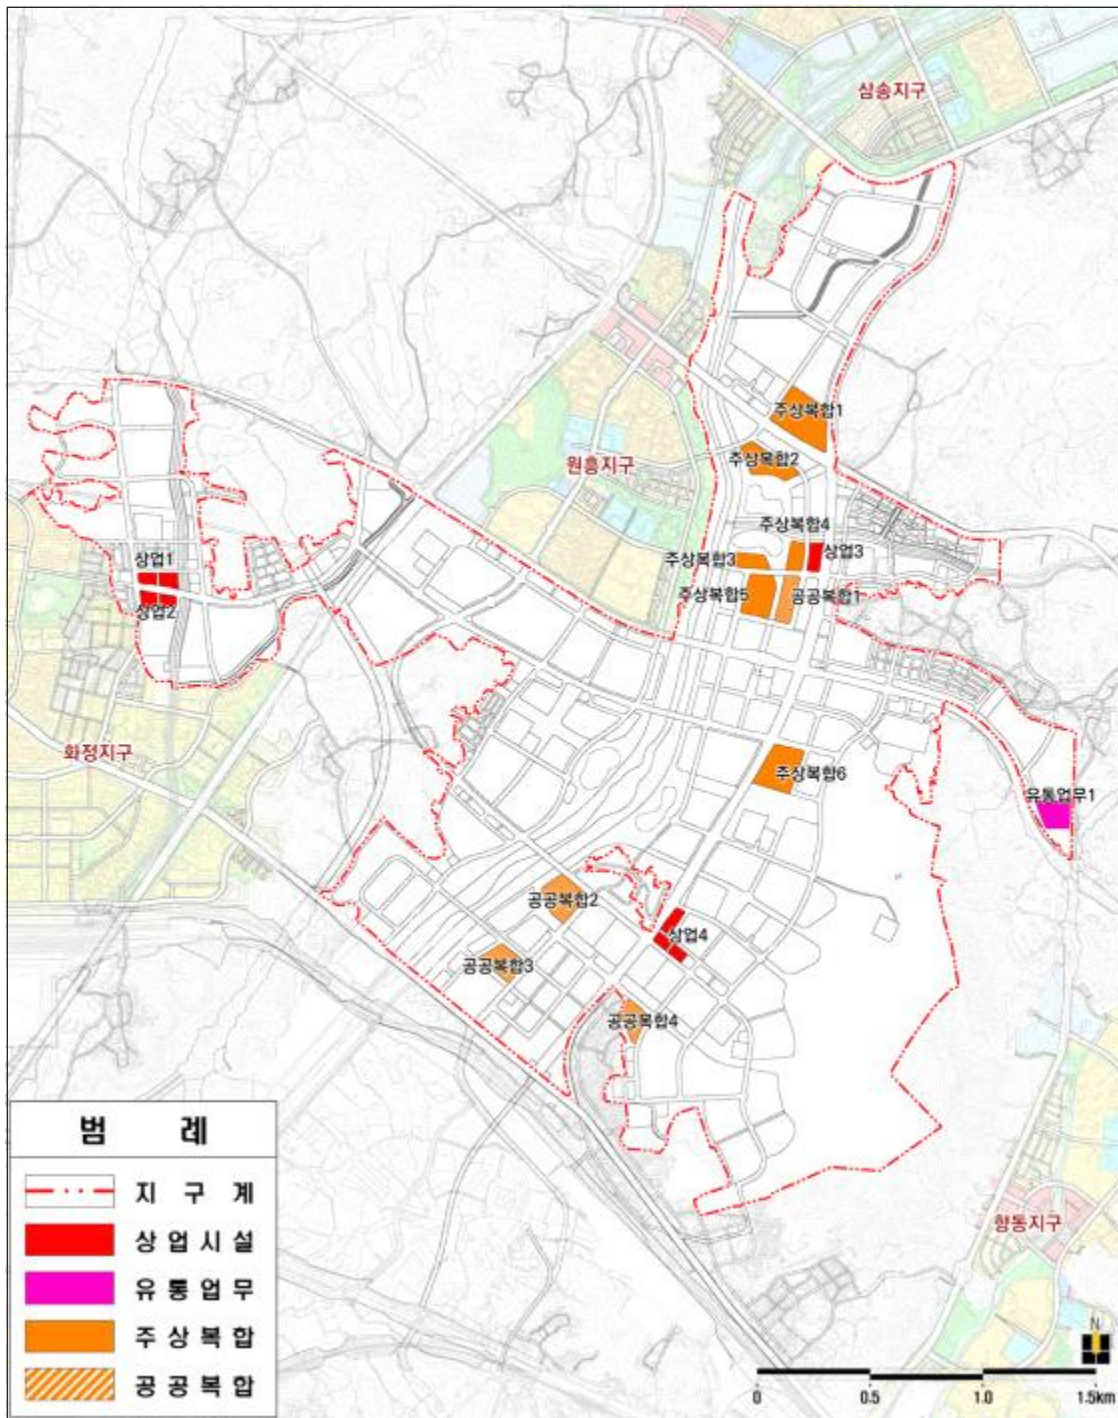 삼송지구
주상복합1
주상복합2
원흥지구
주상복합4
상업3
주상복합3
상업1
주상복합5
공공복합1
상업2
화정지구
주상복합6
유통업무1
공공복합2
상업4
공공복합3
공공복합4
범 례
지 구 계
상 업 시 설
유 통 업 무
주 상 복 합
공 공 복 합
향동지구
N
0 0.5 1.0 1.5km